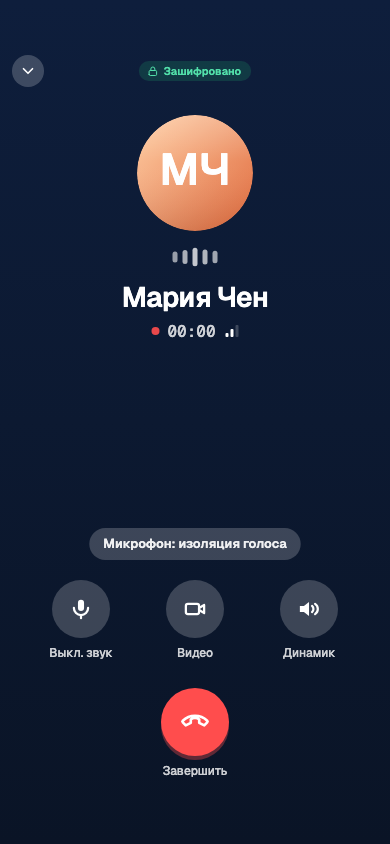 Зашифровано
МЧ
Мария Чен
00:00
Микрофон: изоляция голоса
Выкл. звук
Видео
Динамик
Завершить